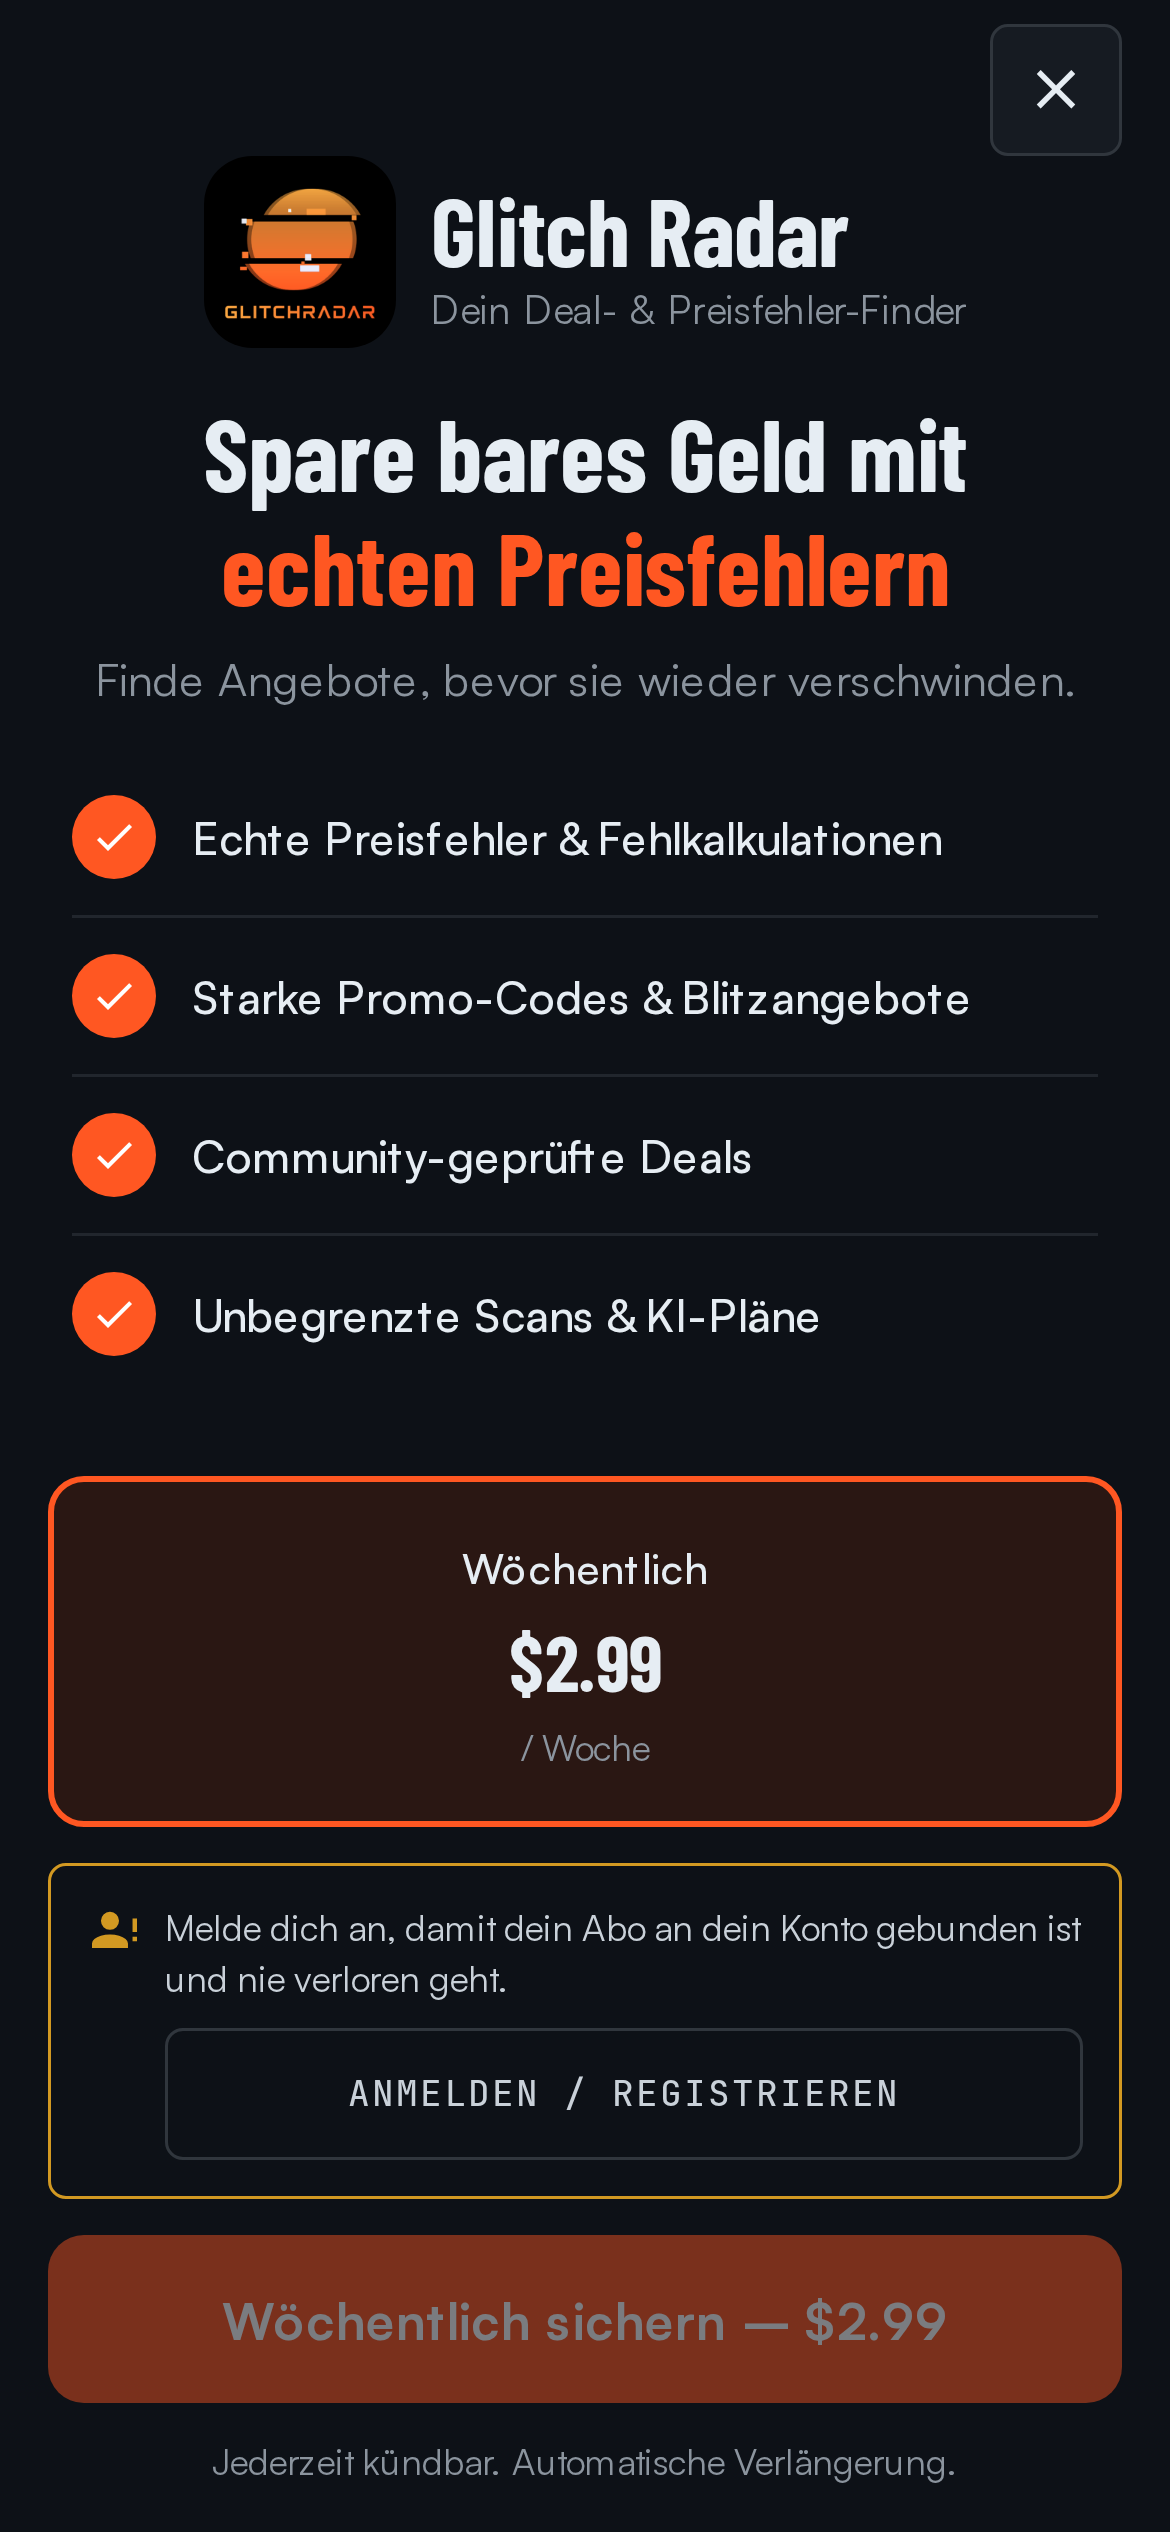 GLITCHRADAR
Glitch Radar
Dein Deal- & Preisfehler-Finder
Spare bares Geld mit
echten Preisfehlern
Finde Angebote, bevor sie wieder verschwinden.
Echte Preisfehler & Fehlkalkulationen
Starke Promo-Codes & Blitzangebote
Community-geprüfte Deals
Unbegrenzte Scans & KI-Pläne
Wöchentlich
$2.99
/ Woche
Melde dich an, damit dein Abo an dein Konto gebunden ist
und nie verloren geht.
ANMELDEN / REGISTRIEREN
Wöchentlich sichern — $2.99
Jederzeit kündbar. Automatische Verlängerung.